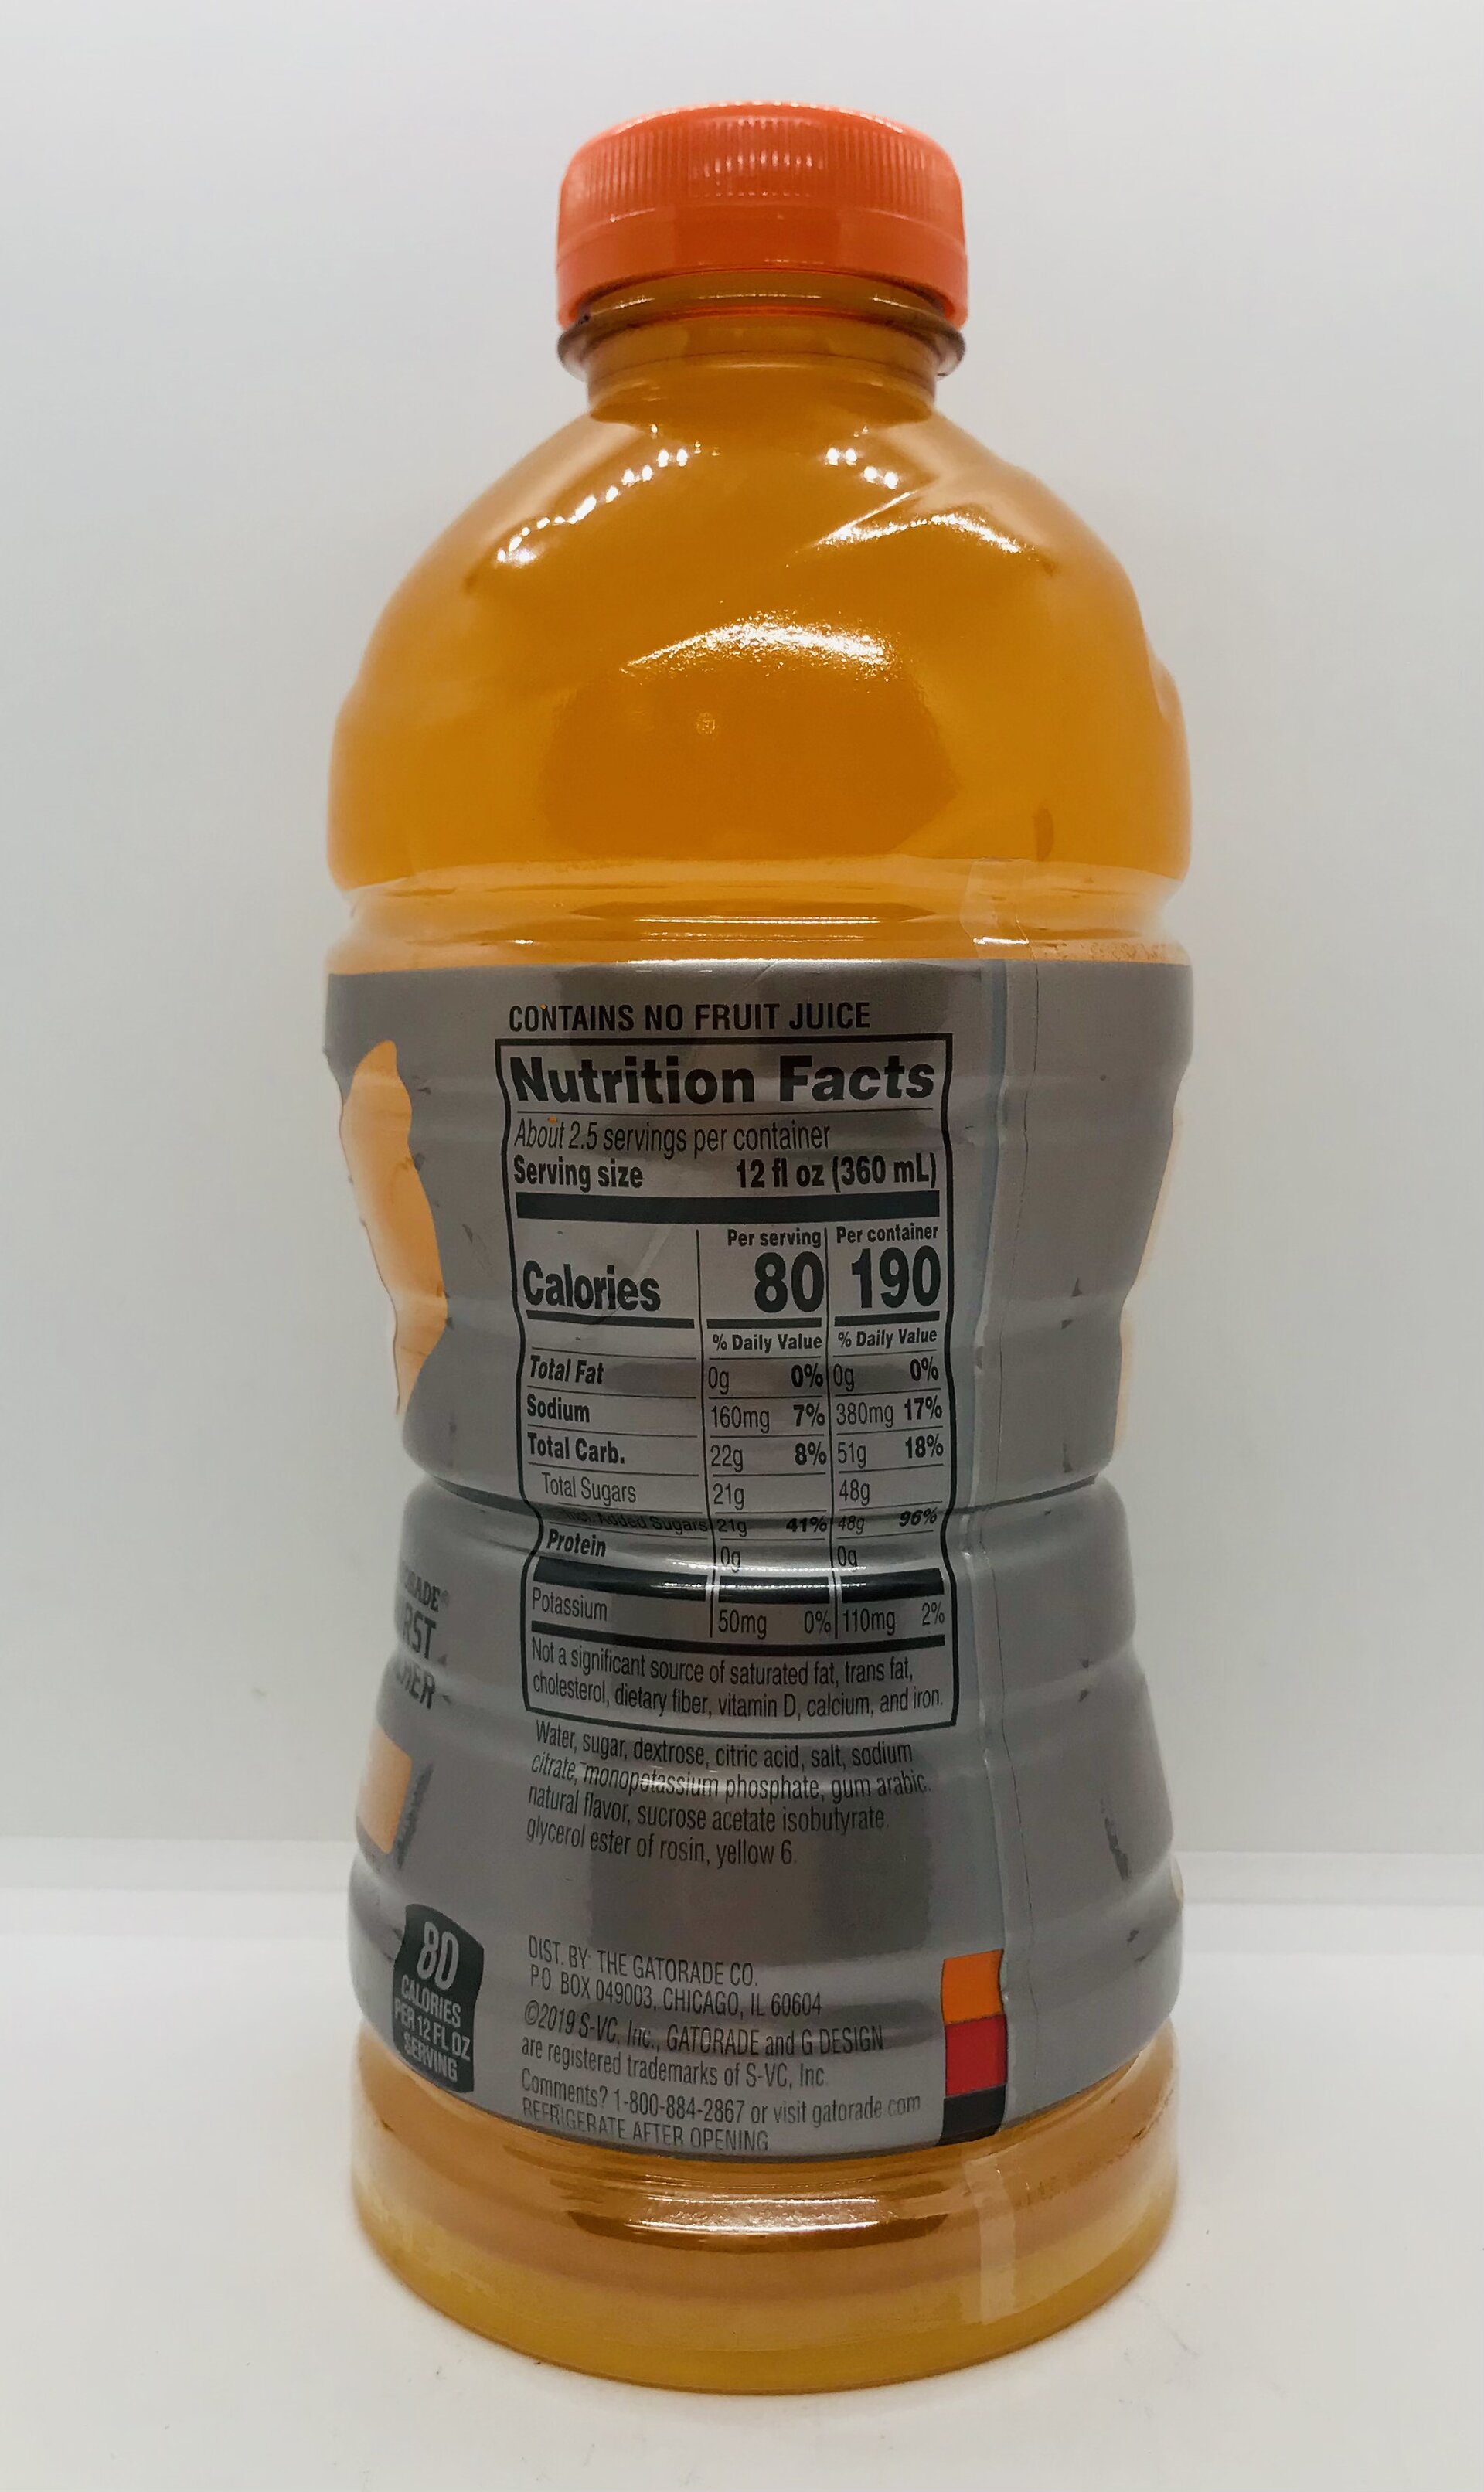 CONTAINS NO FRUIT JUICE
Nutrition Facts
About 2.5 servings per container
Serving size 12 fl oz (360 mL)
Per serving Per container
Calories 80 190
% Daily Value % Daily Value
Total Fat 0g 0% 0g 0%
Sodium 160mg 7% 380mg 17%
Total Carb. 22g 8% 51g 18%
Total Sugars 21g 48g
Incl. Added Sugars 21g 41% 48g 96%
Protein 0g 0g
Potassium 50mg 0% 110mg 2%
Not a significant source of saturated fat, trans fat,
cholesterol, dietary fiber, vitamin D, calcium, and iron.
Water, sugar, dextrose, citric acid, salt, sodium
citrate, monopotassium phosphate, gum arabic,
natural flavor, sucrose acetate isobutyrate,
glycerol ester of rosin, yellow 6.
80
CALORIES
PER 12 FL OZ
SERVING
DIST. BY: THE GATORADE CO.
P.O. BOX 049003, CHICAGO, IL 60604
©2019 S-VC, Inc., GATORADE and G DESIGN
are registered trademarks of S-VC, Inc.
Comments? 1-800-884-2867 or visit gatorade.com
REFRIGERATE AFTER OPENING